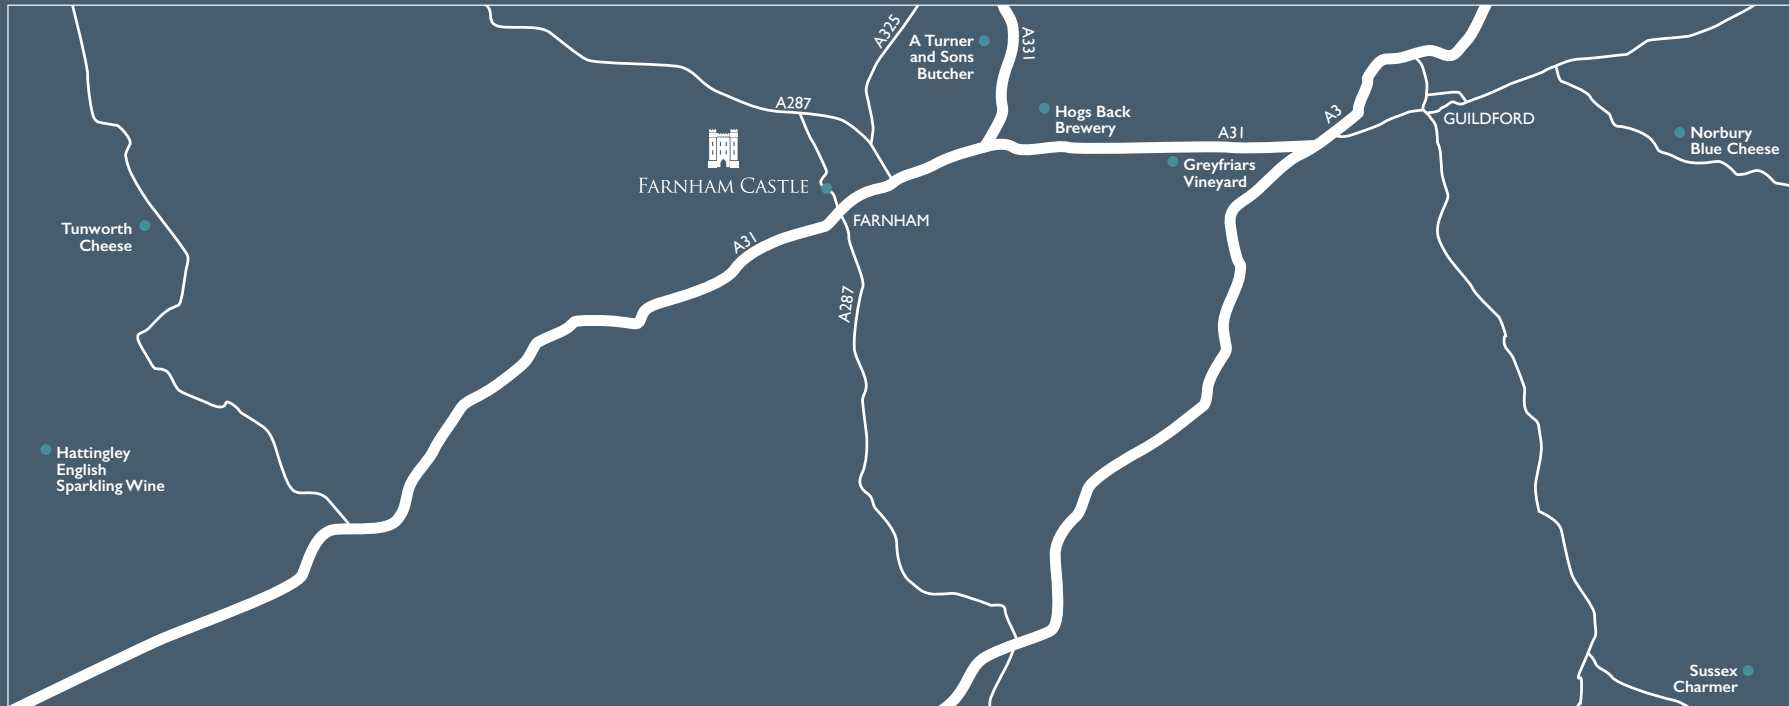 A325
A331
A Turner
and Sons
Butcher
A287
Hogs Back
Brewery
A31
A3
GUILDFORD
Norbury
Blue Cheese
Greyfriars
Vineyard
FARNHAM CASTLE
FARNHAM
Tunworth
Cheese
A31
A287
Hattingley
English
Sparkling Wine
Sussex
Charmer